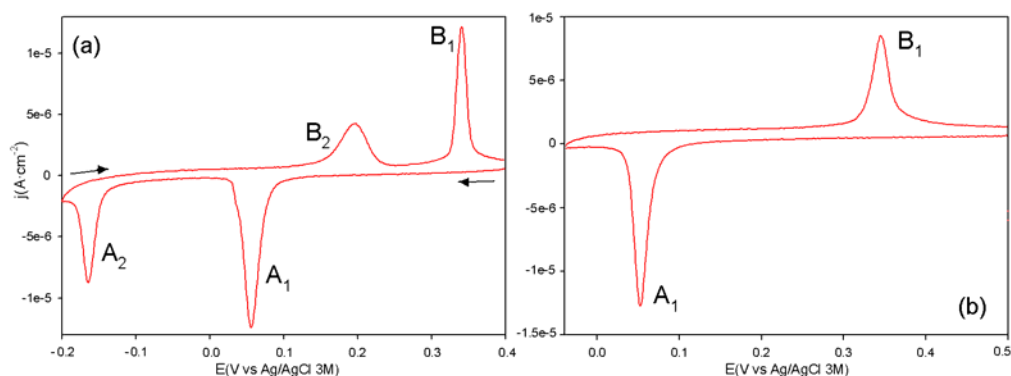 (a)
B₁
B₂
A₂
A₁
j(A·cm⁻²)
1e-5
5e-6
0
-5e-6
-1e-5
-0.2 -0.1 0.0 0.1 0.2 0.3 0.4
E(V vs Ag/AgCl 3M)
B₁
A₁
(b)
1e-5
5e-6
0
-5e-6
-1e-5
-1.5e-5
0.0 0.1 0.2 0.3 0.4 0.5
E(V vs Ag/AgCl 3M)